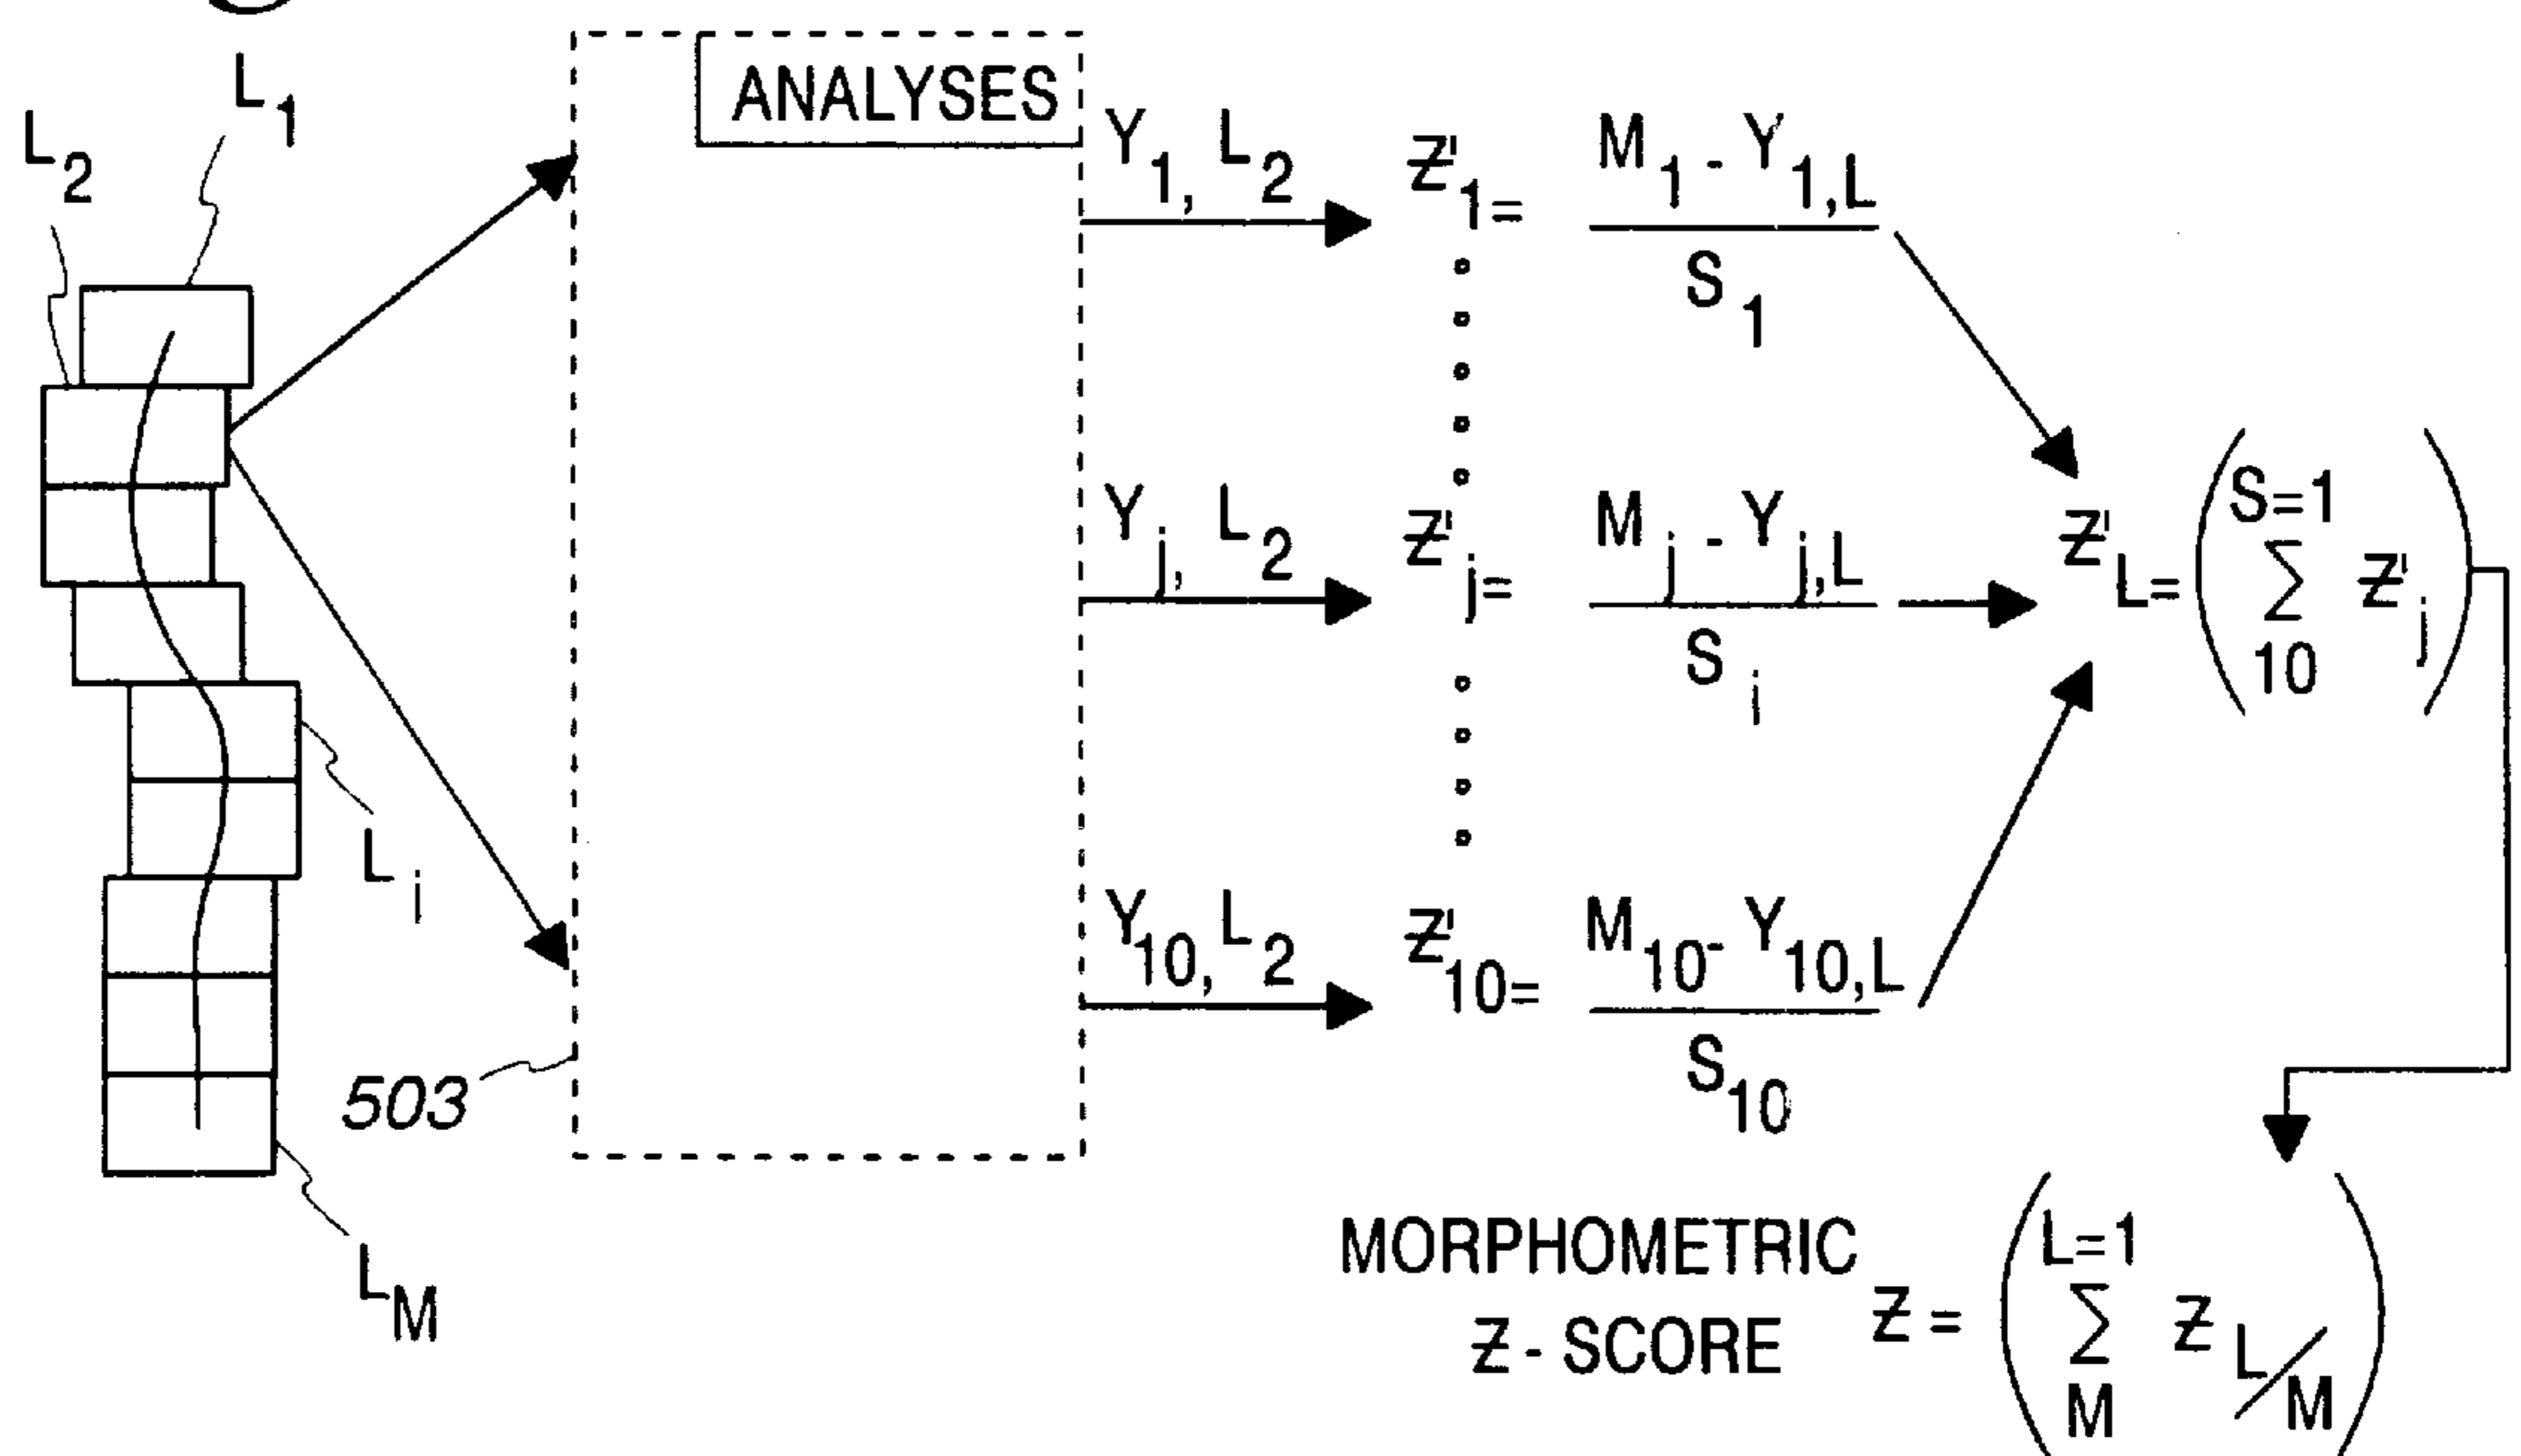 L1
L2
ANALYSES
Y1, L2
Z'1= M1 - Y1,L
S1
Yj, L2
Z'j= Mj - Yj,L
Si
Z'L= ( S=1 Σ 10 Z'j )
Li
Y10, L2
Z'10= M10 - Y10,L
S10
503
LM
MORPHOMETRIC
Z - SCORE
Z = ( L=1 Σ M Z L/M )